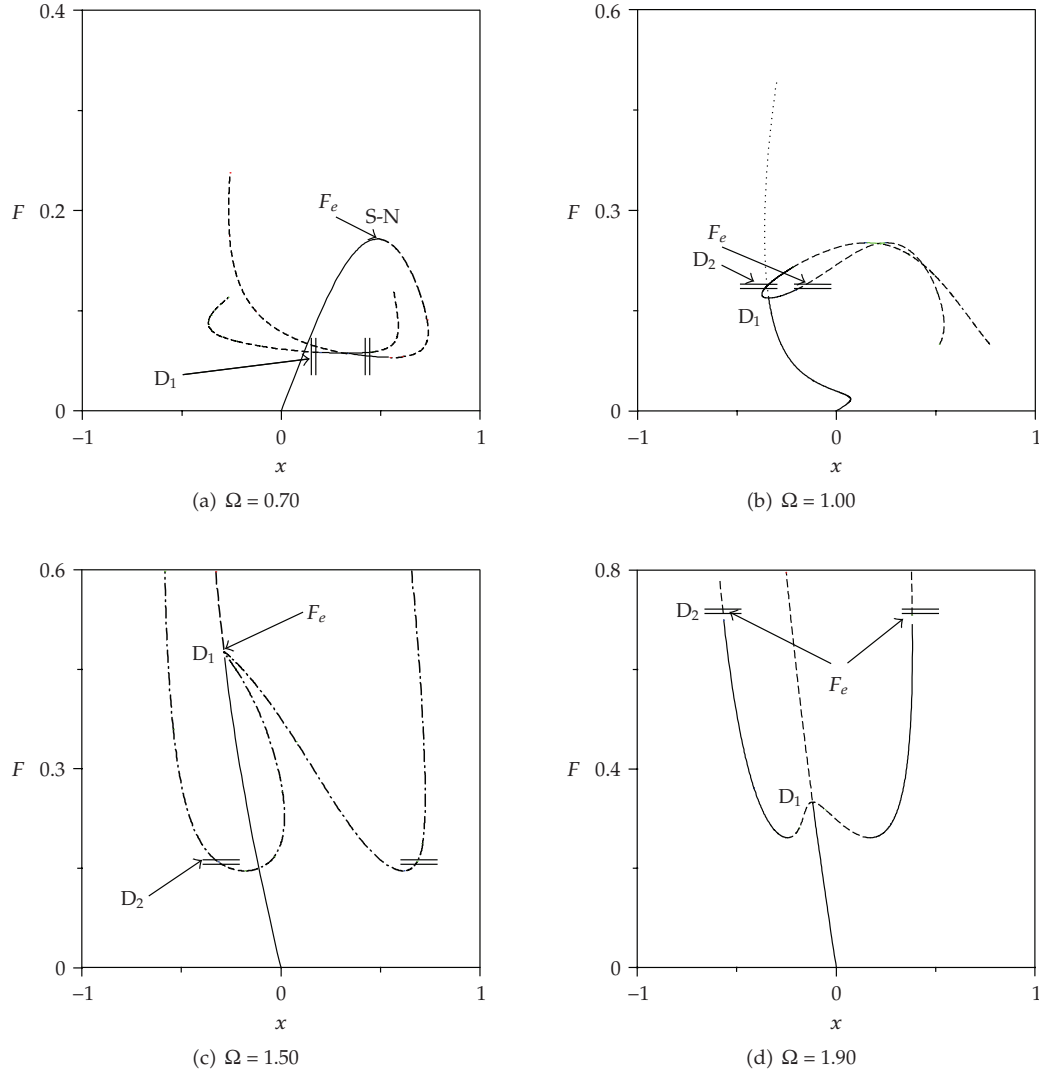 0.4
0.2
0
F
−1
0
1
x
F_e
S-N
D_1
(a) Ω = 0.70
0.6
0.3
0
F
−1
0
1
x
F_e
D_2
D_1
(b) Ω = 1.00
0.6
0.3
0
F
−1
0
1
x
F_e
D_1
D_2
(c) Ω = 1.50
0.8
0.4
0
F
−1
0
1
x
D_2
F_e
D_1
(d) Ω = 1.90